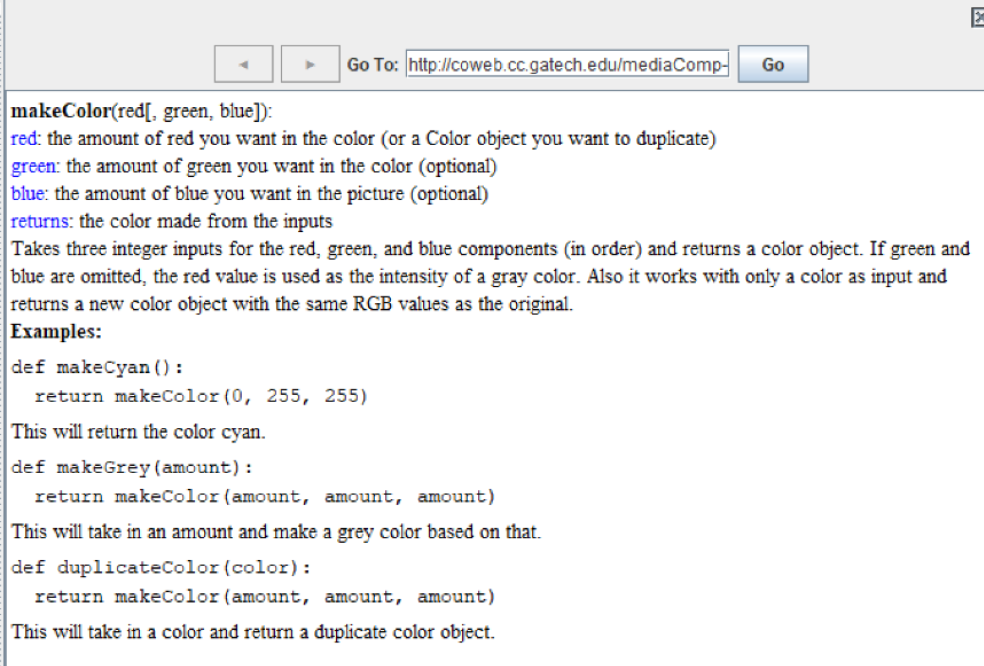 Go To: http://coweb.cc.gatech.edu/mediaComp- Go
makeColor(red[, green, blue]):
red: the amount of red you want in the color (or a Color object you want to duplicate)
green: the amount of green you want in the color (optional)
blue: the amount of blue you want in the picture (optional)
returns: the color made from the inputs
Takes three integer inputs for the red, green, and blue components (in order) and returns a color object. If green and
blue are omitted, the red value is used as the intensity of a gray color. Also it works with only a color as input and
returns a new color object with the same RGB values as the original.
Examples:
def makeCyan():
  return makeColor(0, 255, 255)
This will return the color cyan.
def makeGrey(amount):
  return makeColor(amount, amount, amount)
This will take in an amount and make a grey color based on that.
def duplicateColor(color):
  return makeColor(amount, amount, amount)
This will take in a color and return a duplicate color object.